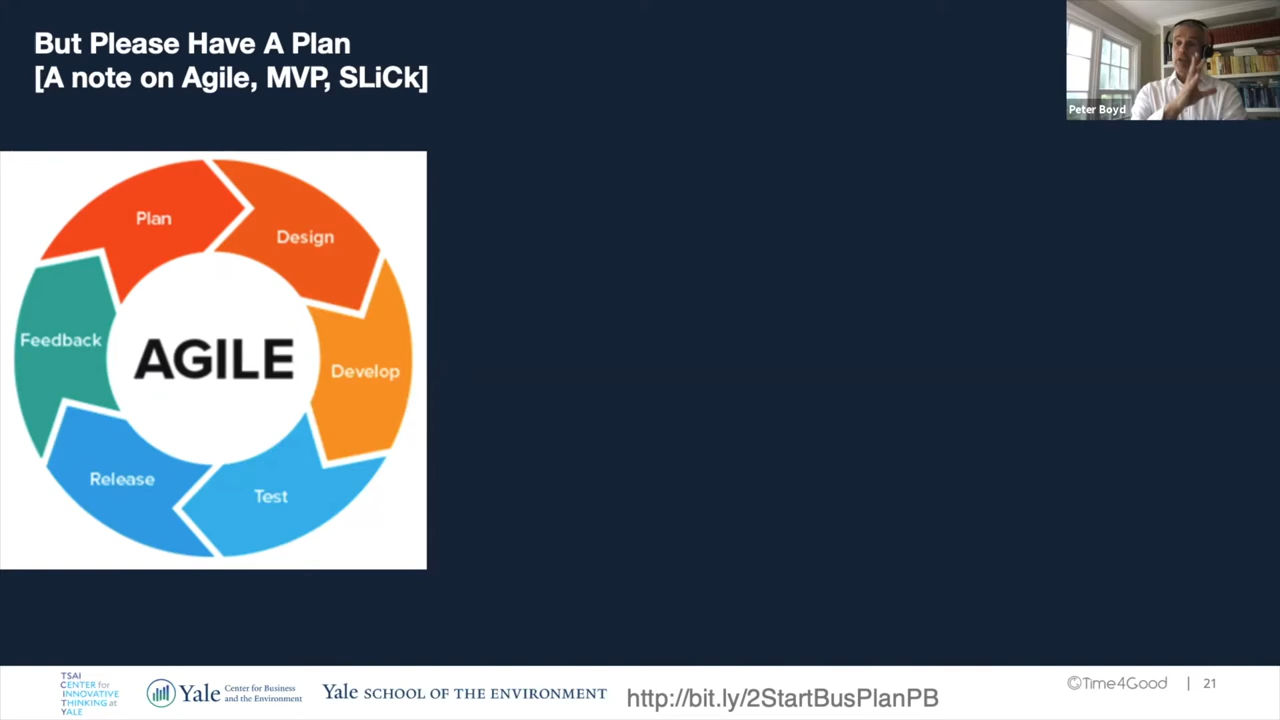 But Please Have A Plan
[A note on Agile, MVP, SLiCk]
Peter Boyd
Plan
Design
Feedback
AGILE
Develop
Release
Test
TSAI
CENTER for
INNOVATIVE
THINKING at
YALE
Yale Center for Business
and the Environment
Yale SCHOOL OF THE ENVIRONMENT
http://bit.ly/2StartBusPlanPB
©Time4Good | 21